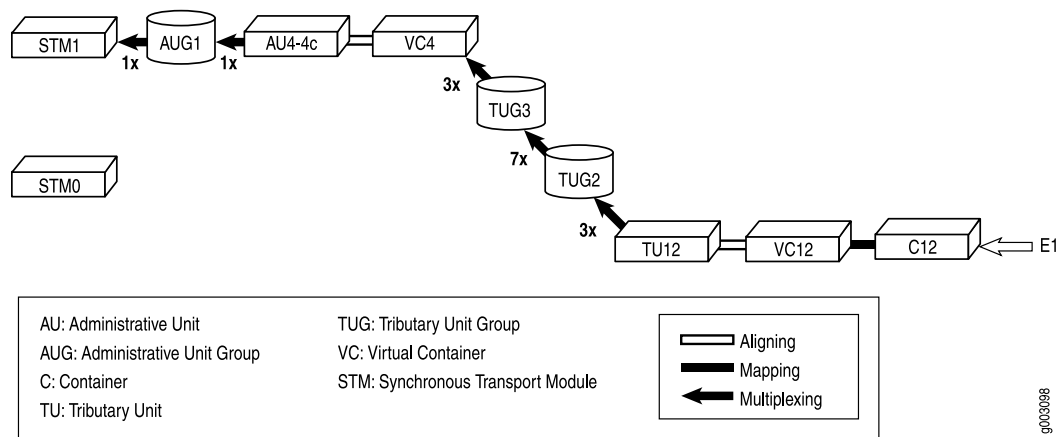 STM1
AUG1
AU4-4c
VC4
1x
1x
3x
TUG3
7x
STM0
TUG2
3x
TU12
VC12
C12
E1
AU: Administrative Unit
AUG: Administrative Unit Group
C: Container
TU: Tributary Unit
TUG: Tributary Unit Group
VC: Virtual Container
STM: Synchronous Transport Module
Aligning
Mapping
Multiplexing
g003098